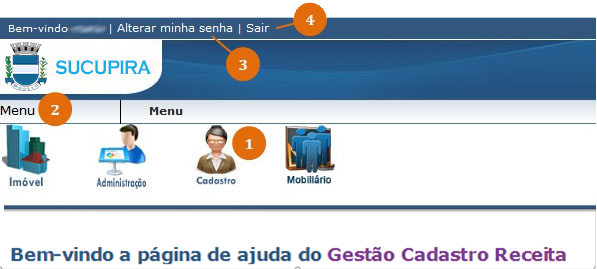 Bem-vindo | Alterar minha senha | Sair 4
3
SUCUPIRA
Menu 2 Menu
1
Imóvel Administração Cadastro Mobiliário
Bem-vindo a página de ajuda do Gestão Cadastro Receita